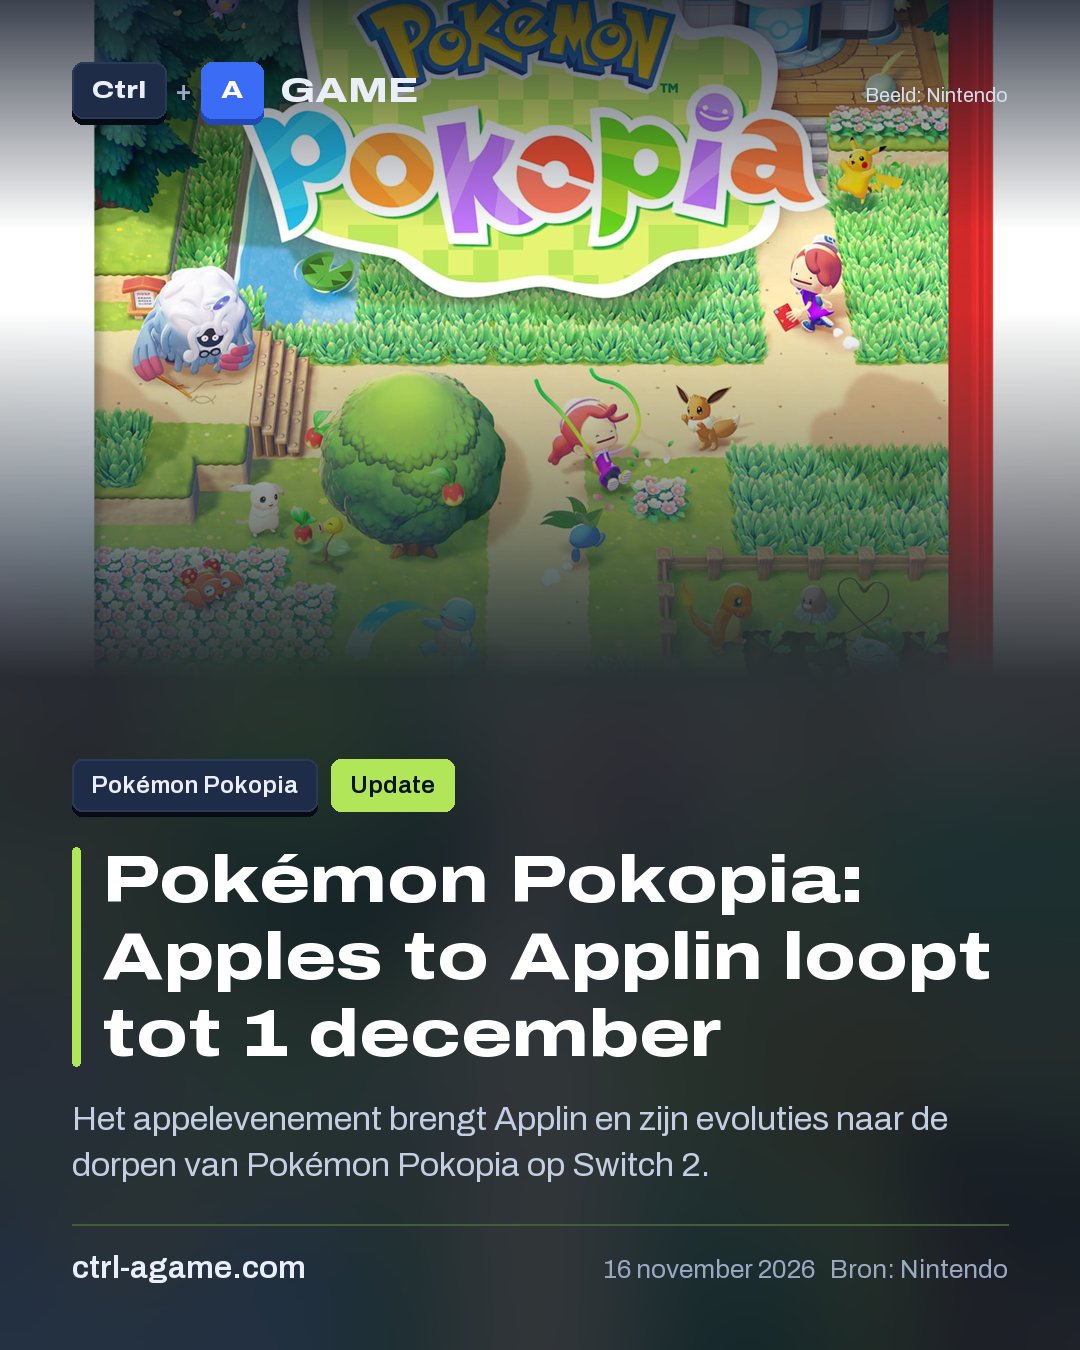 POKÉMON
Ctrl + A GAME
TM
Beeld: Nintendo
Pokopia
Pokémon Pokopia
Update
Pokémon Pokopia:
Apples to Applin loopt
tot 1 december
Het appelevenement brengt Applin en zijn evoluties naar de
dorpen van Pokémon Pokopia op Switch 2.
ctrl-agame.com
16 november 2026 Bron: Nintendo